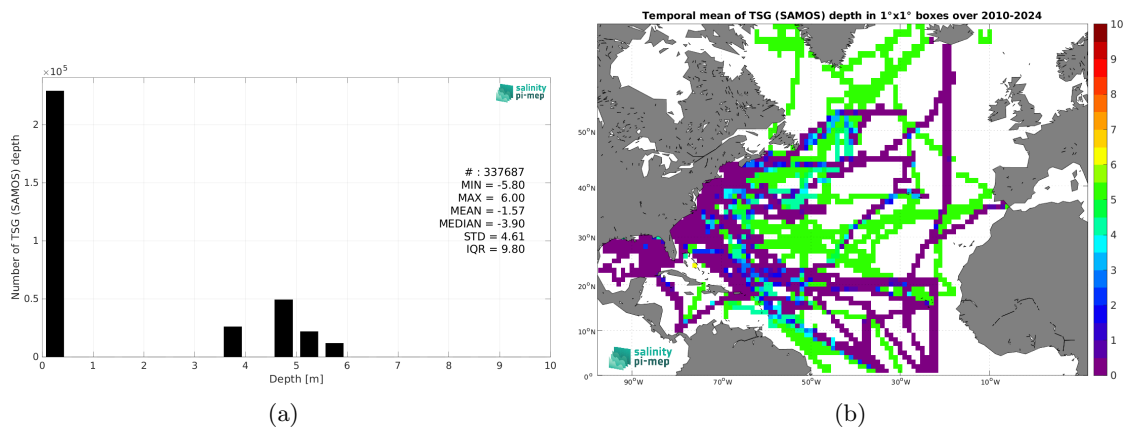 ×10⁵
2
1.5
1
0.5
0
Number of TSG (SAMOS) depth
0 1 2 3 4 5 6 7 8 9 10
Depth [m]
salinity
pi-mep
# : 337687
MIN = -5.80
MAX = 6.00
MEAN = -1.57
MEDIAN = -3.90
STD = 4.61
IQR = 9.80
(a)
Temporal mean of TSG (SAMOS) depth in 1°x1° boxes over 2010-2024
50°N
40°N
30°N
20°N
10°N
0°
90°W 70°W 50°W 30°W 10°W
salinity
pi-mep
10
9
8
7
6
5
4
3
2
1
0
(b)